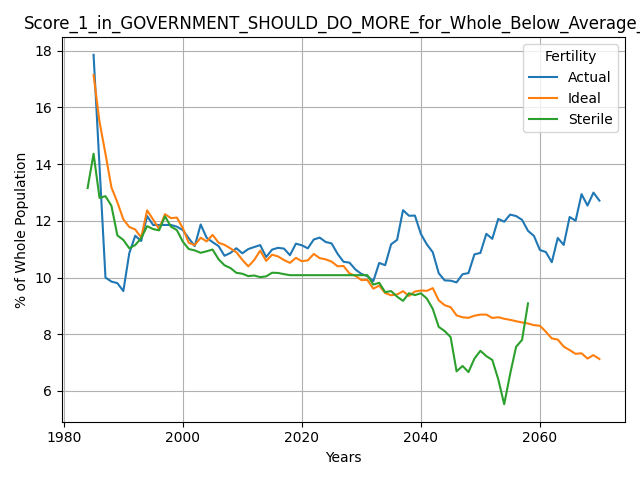 Score_1_in_GOVERNMENT_SHOULD_DO_MORE_for_Whole_Below_Average_
18
16
14
12
10
8
6
% of Whole Population
Fertility
Actual
Ideal
Sterile
1980 2000 2020 2040 2060
Years